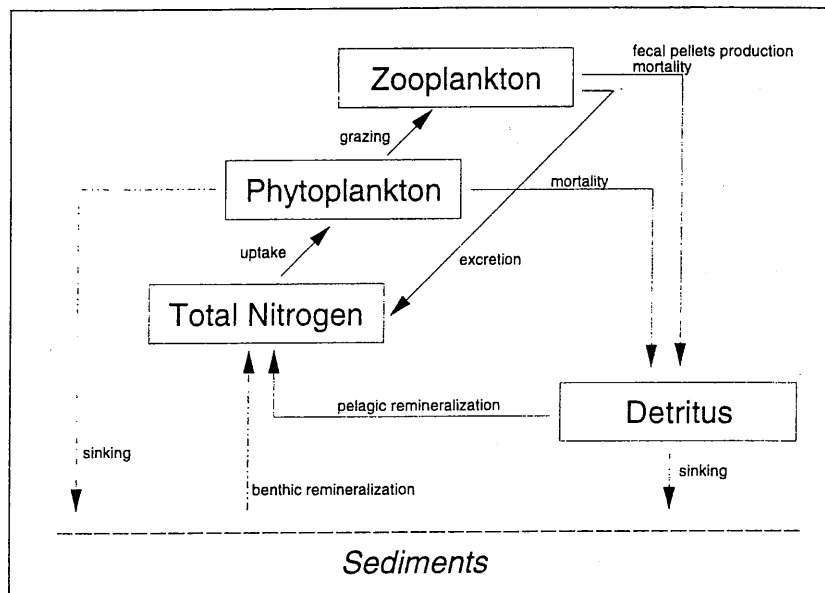 fecal pellets production
mortality
Zooplankton
grazing
Phytoplankton
mortality
uptake
excretion
Total Nitrogen
pelagic remineralization
Detritus
sinking
sinking
benthic remineralization
Sediments